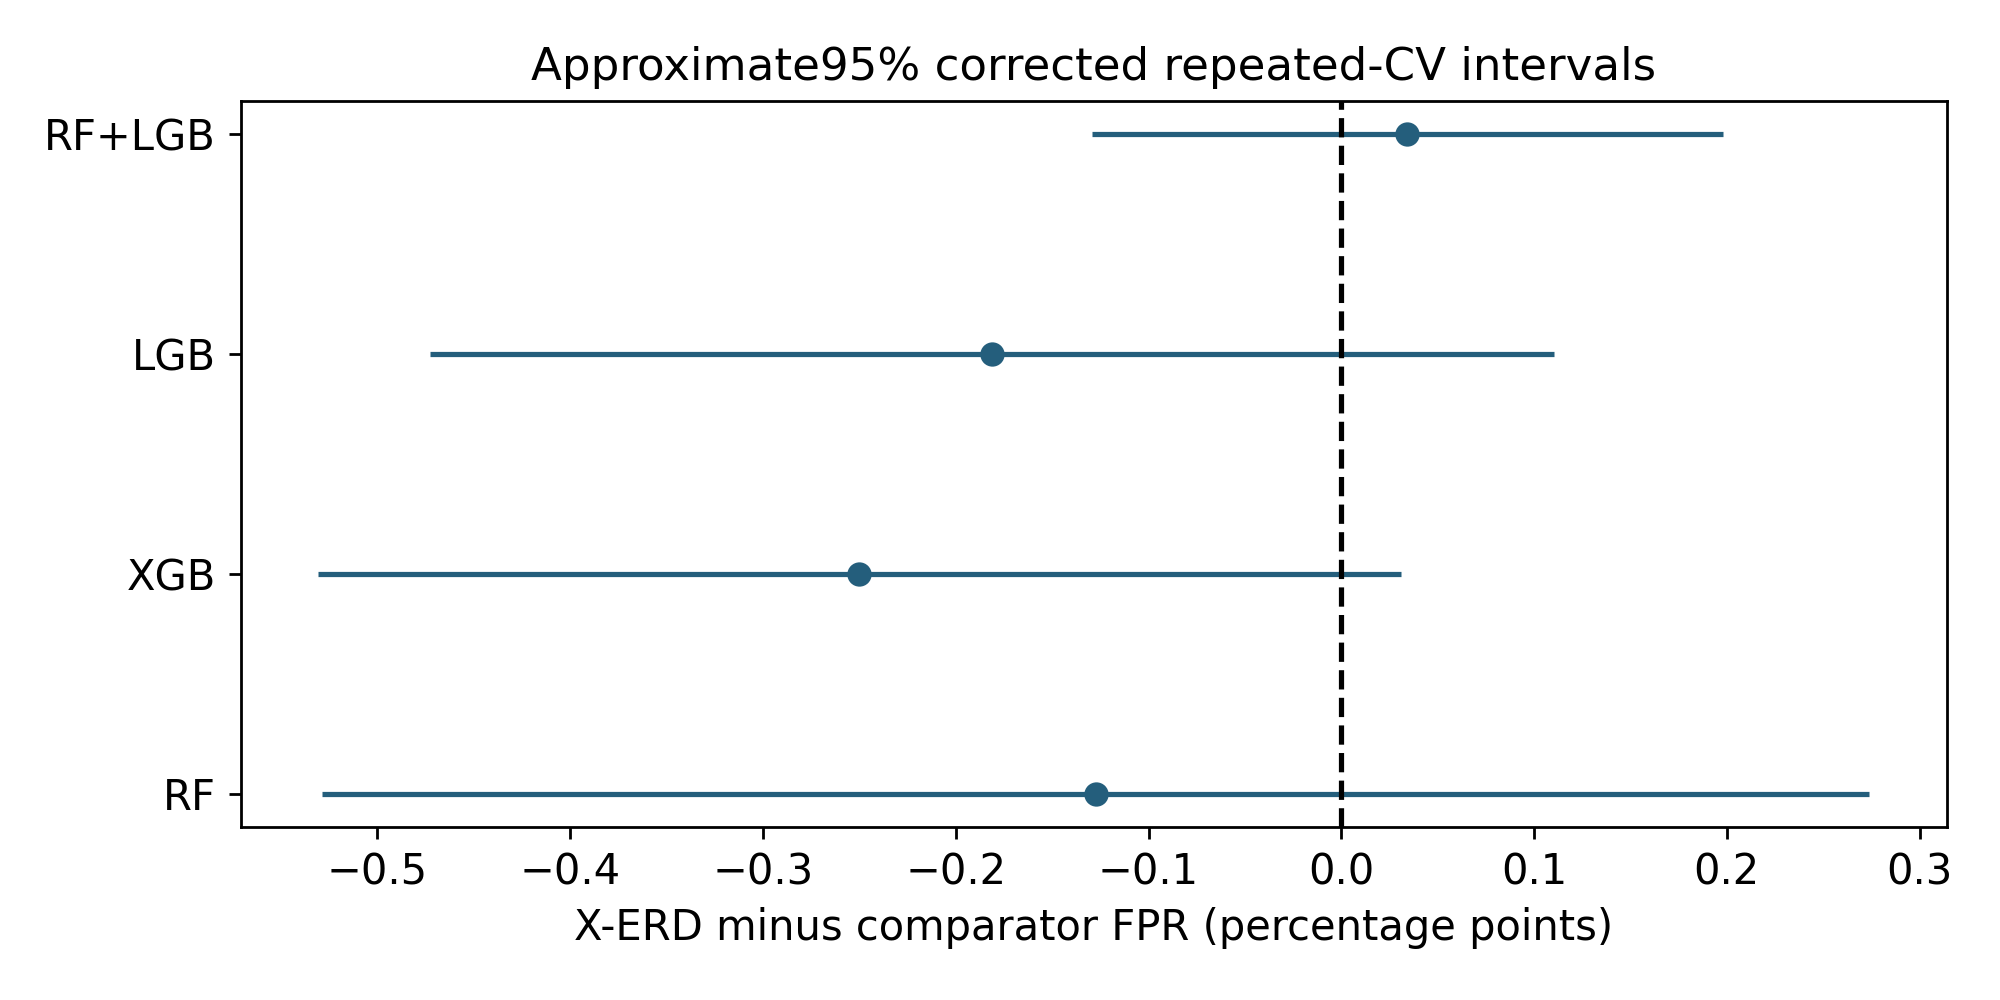 Approximate95% corrected repeated-CV intervals
RF+LGB
LGB
XGB
RF
−0.5 −0.4 −0.3 −0.2 −0.1 0.0 0.1 0.2 0.3
X-ERD minus comparator FPR (percentage points)